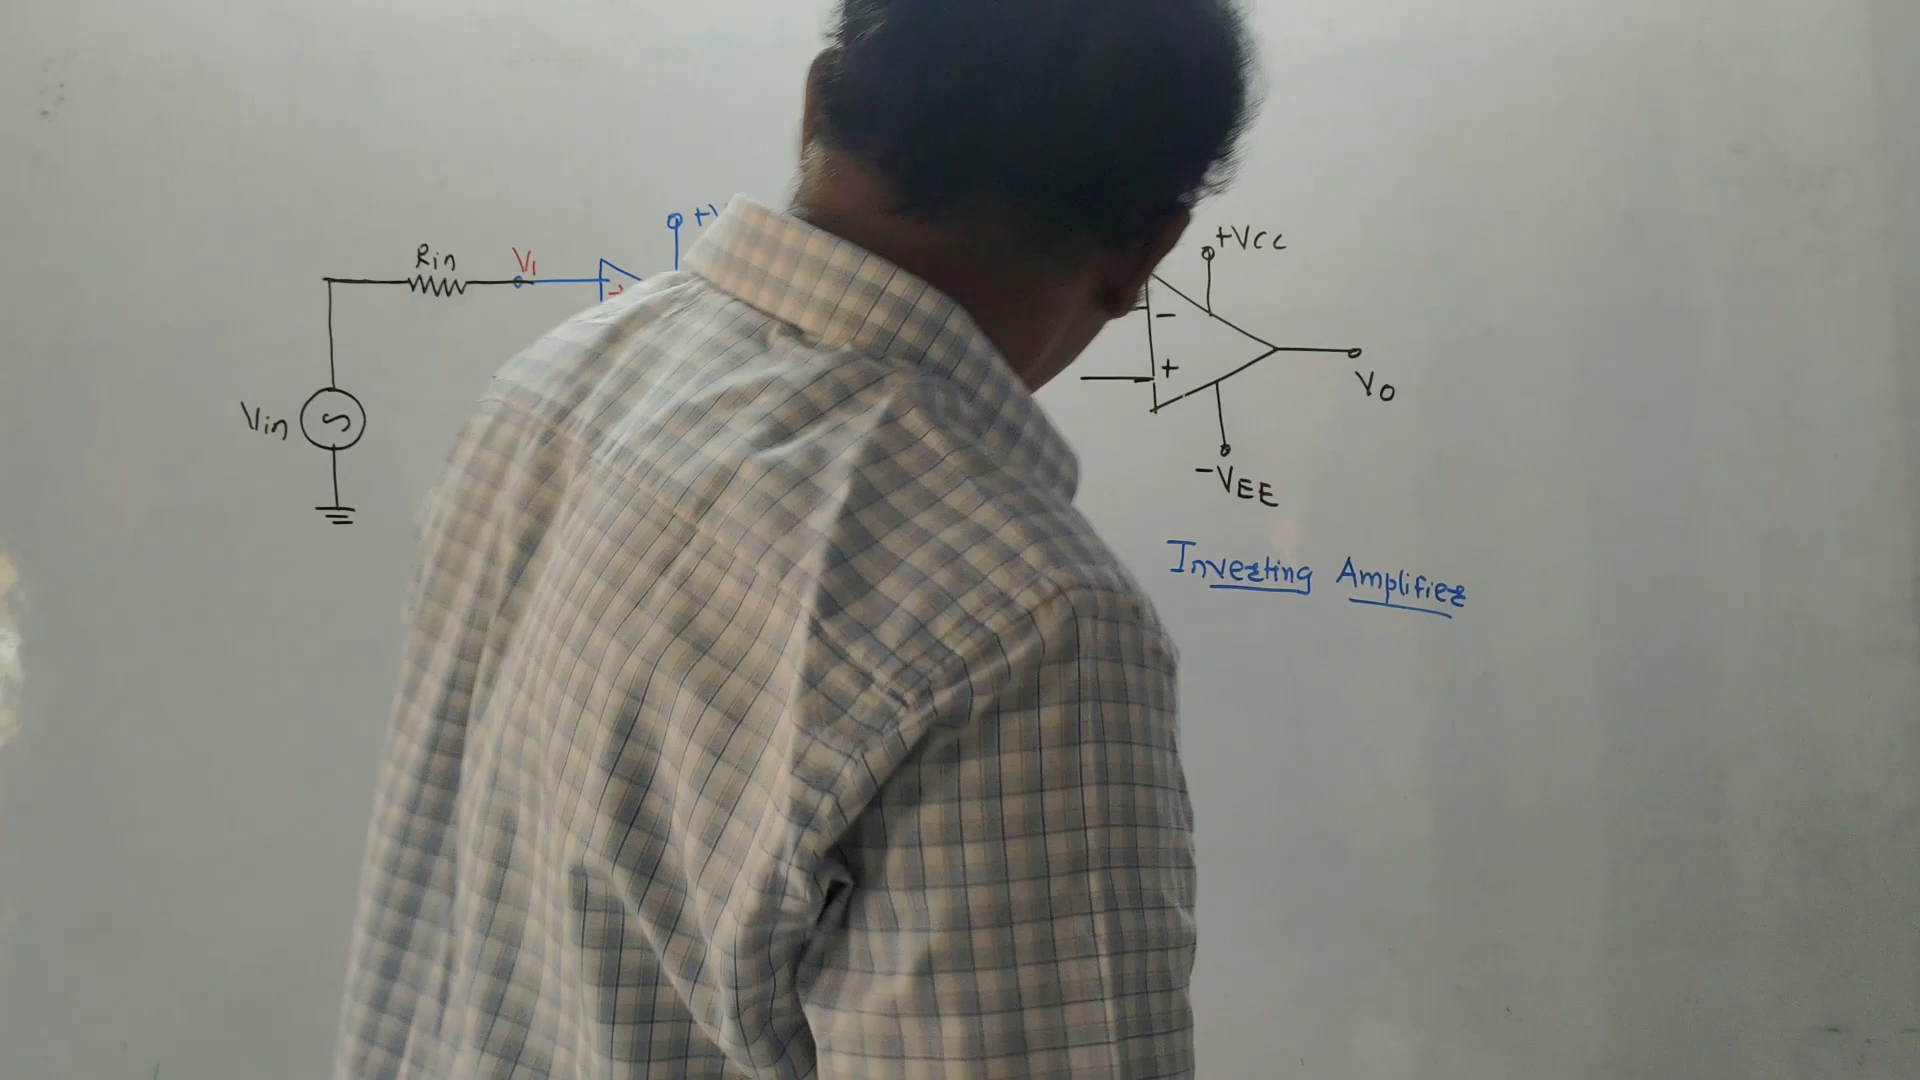 +V
+VCC
Rin
V1
-
+
Vin
VO
-VEE
Inverting Amplifier